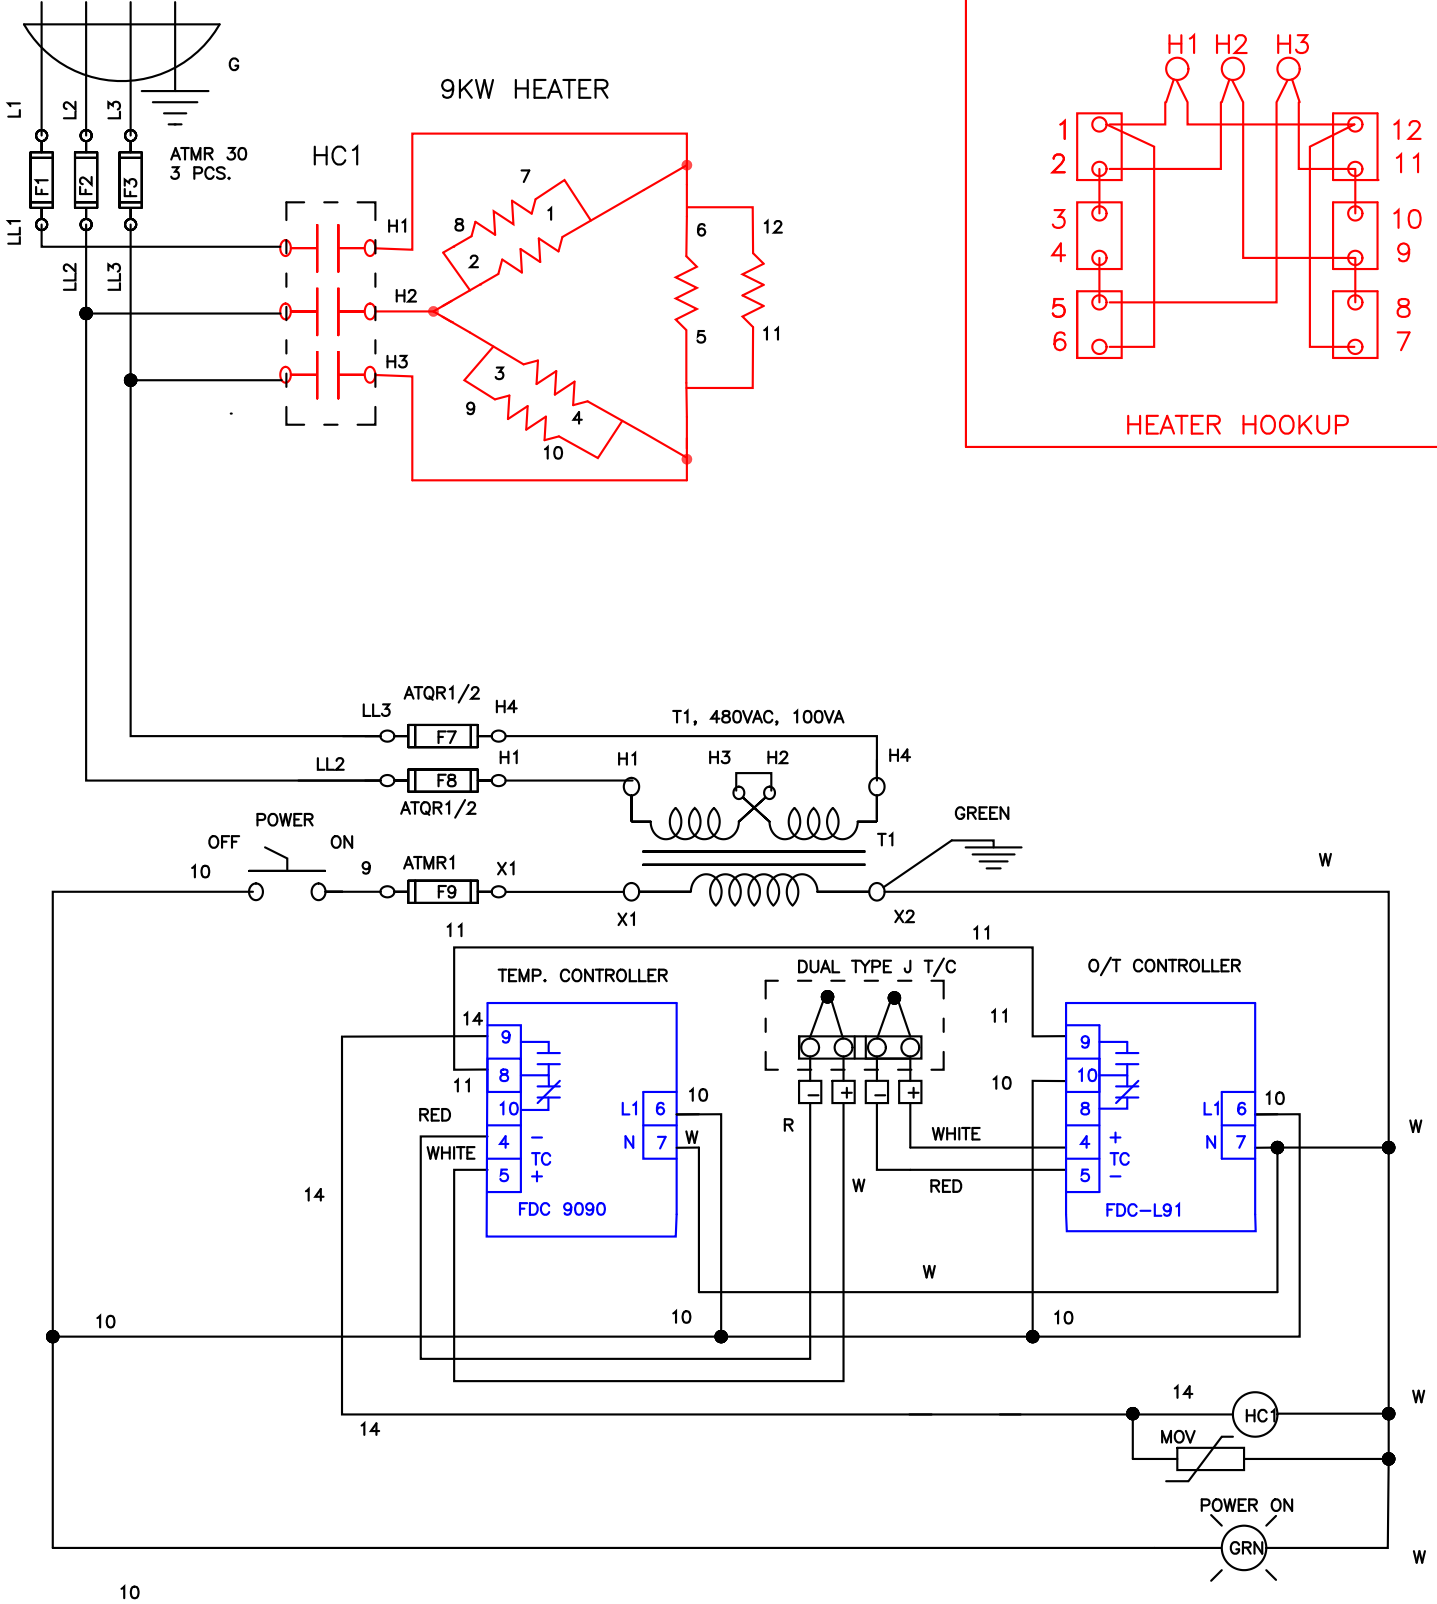 G
L1
L2
L3
ATMR 30
3 PCS.
F1
F2
F3
LL1
LL2
LL3
HC1
9KW HEATER
H1
H2
H3
7
8
1
2
6
12
5
11
3
9
4
10
H1 H2 H3
1
2
3
4
5
6
12
11
10
9
8
7
HEATER HOOKUP
ATQR1/2
LL3
F7
H4
LL2
F8
H1
ATQR1/2
T1, 480VAC, 100VA
H1
H3
H2
H4
T1
POWER
OFF
ON
10
9
ATMR1
F9
X1
X1
X2
GREEN
W
11
11
TEMP. CONTROLLER
DUAL TYPE J T/C
O/T CONTROLLER
14
9
8
11
10
RED
4 −
WHITE
TC
5 +
FDC 9090
L1 6
10
N 7
W
− + − +
R
W
WHITE
RED
11
9
10
10
8
4 +
TC
5 −
FDC-L91
L1 6
10
N 7
W
14
W
10
10
10
14
14
HC1
W
MOV
POWER ON
GRN
W
10